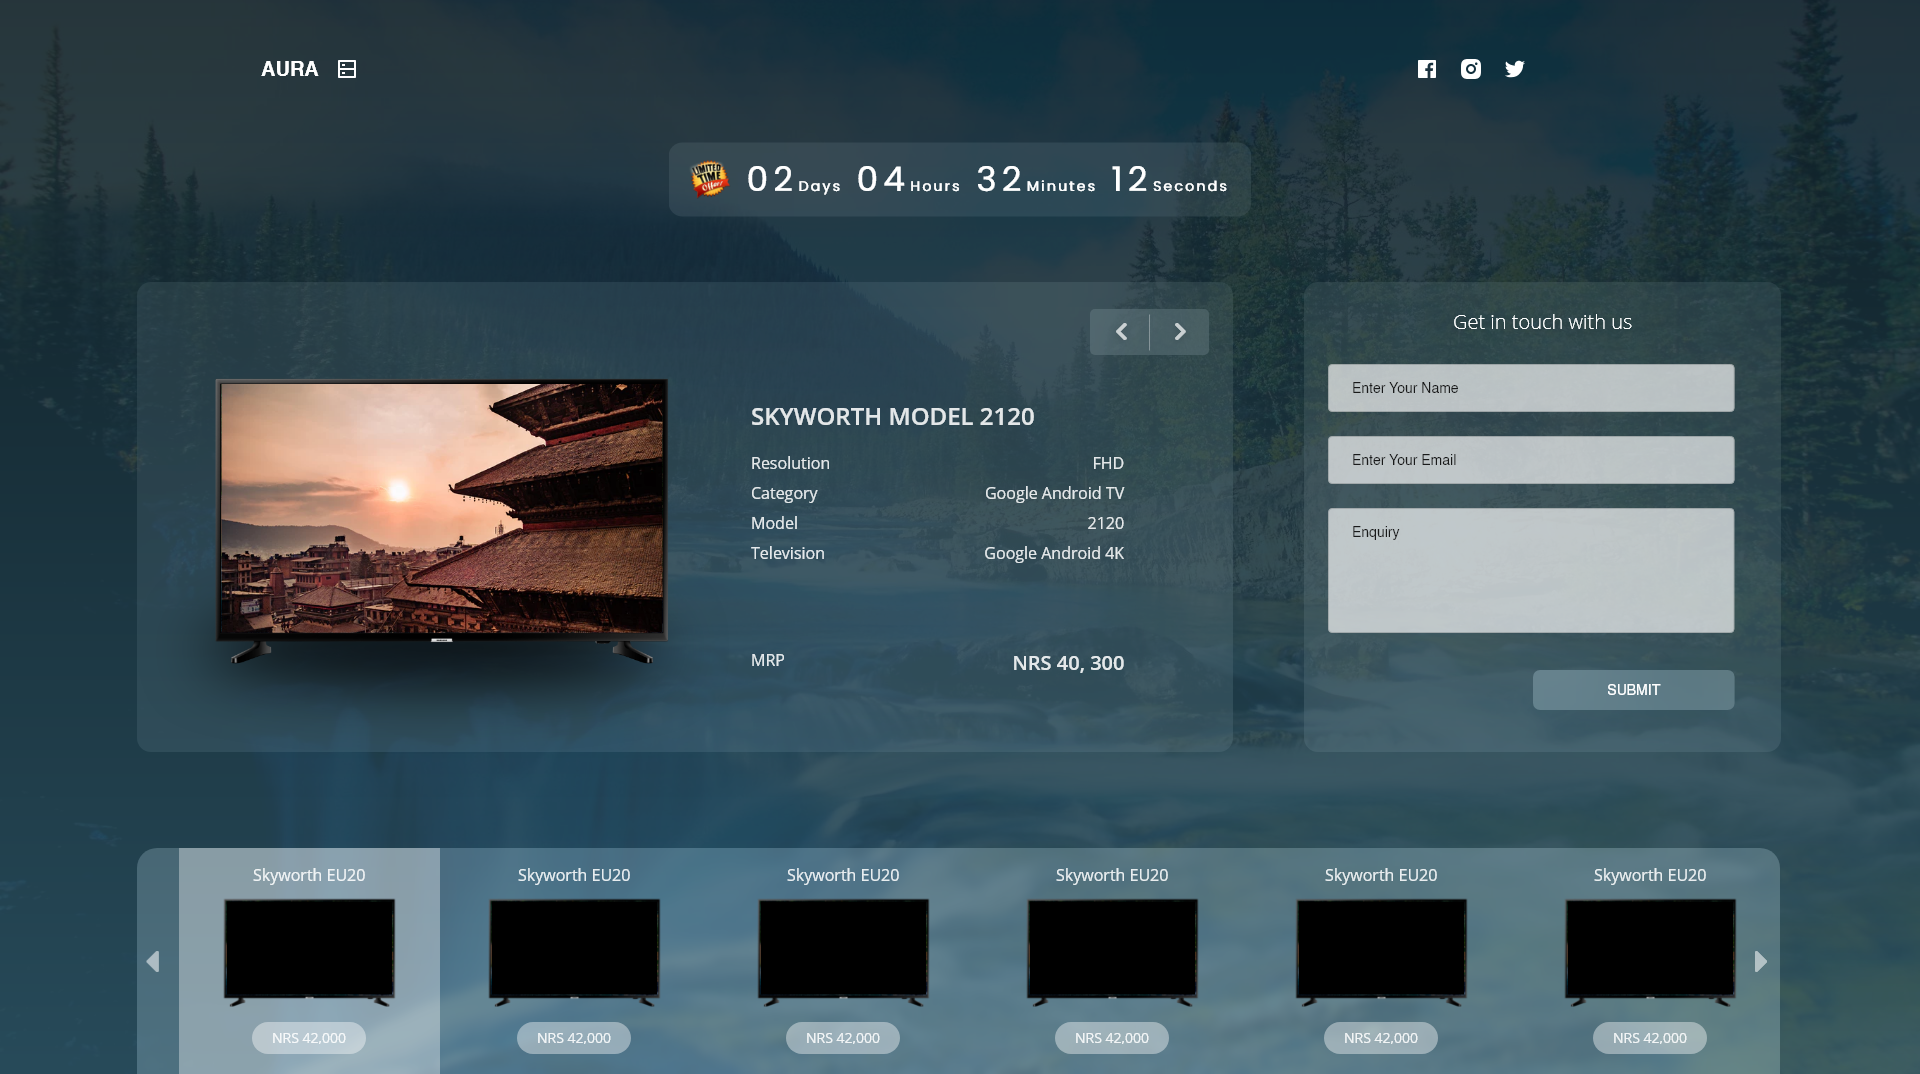 AURA
LIMITED TIME Offer
02 Days 04 Hours 32 Minutes 12 Seconds
SKYWORTH MODEL 2120
Resolution FHD
Category Google Android TV
Model 2120
Television Google Android 4K
MRP NRS 40, 300
Get in touch with us
Enter Your Name
Enter Your Email
Enquiry
SUBMIT
Skyworth EU20 Skyworth EU20 Skyworth EU20 Skyworth EU20 Skyworth EU20 Skyworth EU20
NRS 42,000 NRS 42,000 NRS 42,000 NRS 42,000 NRS 42,000 NRS 42,000